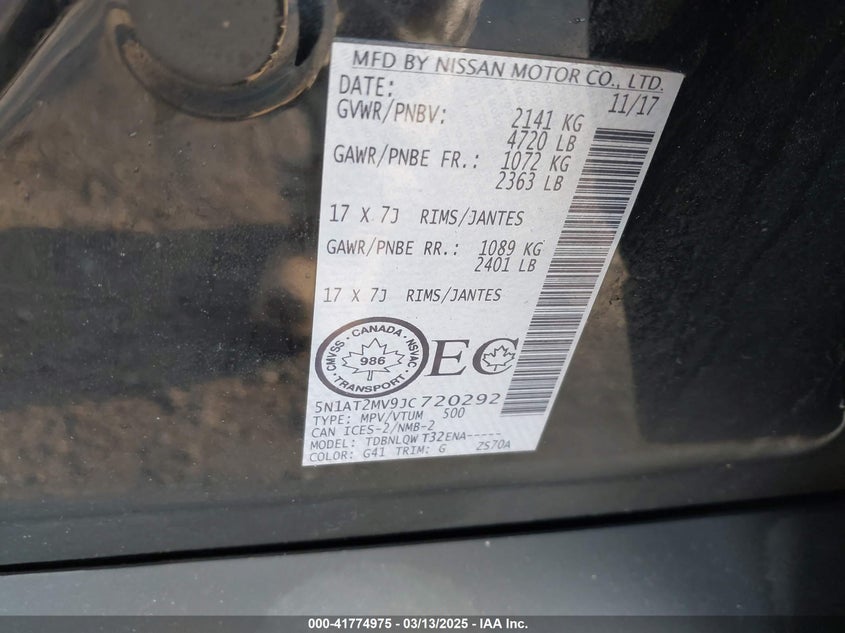 MFD BY NISSAN MOTOR CO., LTD.
DATE: 11/17
GVWR/PNBV: 2141 KG
4720 LB
GAWR/PNBE FR.: 1072 KG
2363 LB
17 X 7J RIMS/JANTES
GAWR/PNBE RR.: 1089 KG
2401 LB
17 X 7J RIMS/JANTES
CMVSS - CANADA - NSVAC
986
TRANSPORT
EC
5N1AT2MV9JC720292
TYPE: MPV/VTUM 500
CAN ICES-2/NMB-2
MODEL: TDBNLQW T32ENA-----
COLOR: G41 TRIM: G ZS70A
000-41774975 - 03/13/2025 - IAA Inc.